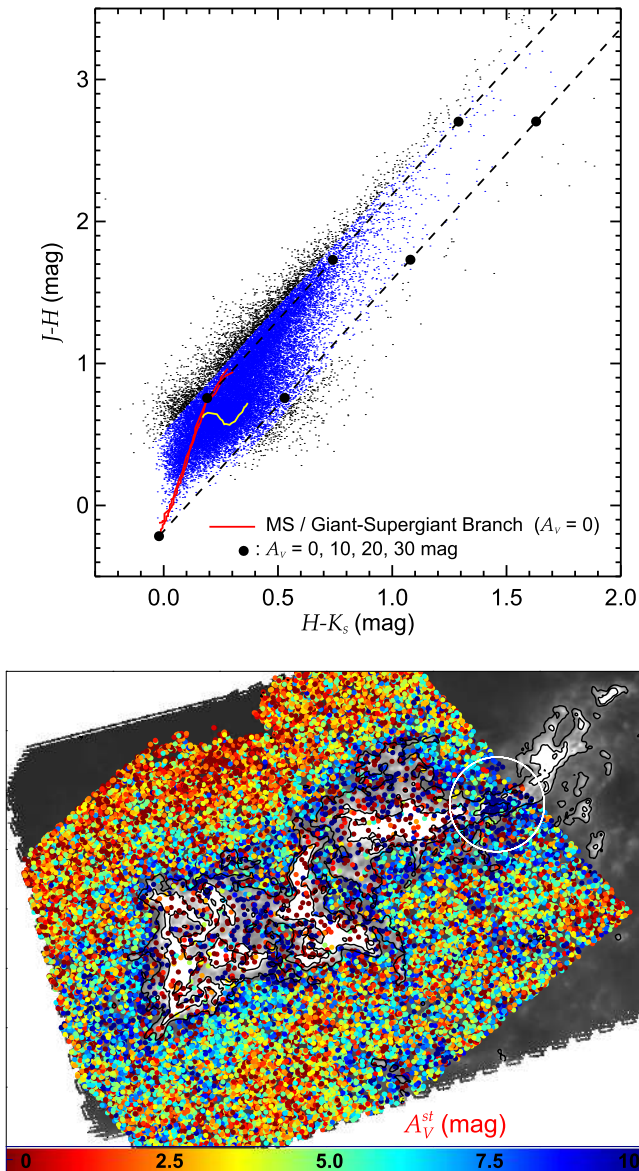 3
2
1
0
J-H (mag)
MS / Giant-Supergiant Branch (A_V = 0)
: A_V = 0, 10, 20, 30 mag
0.0 0.5 1.0 1.5 2.0
H-K_s (mag)
A_V^st (mag)
0 2.5 5.0 7.5 10